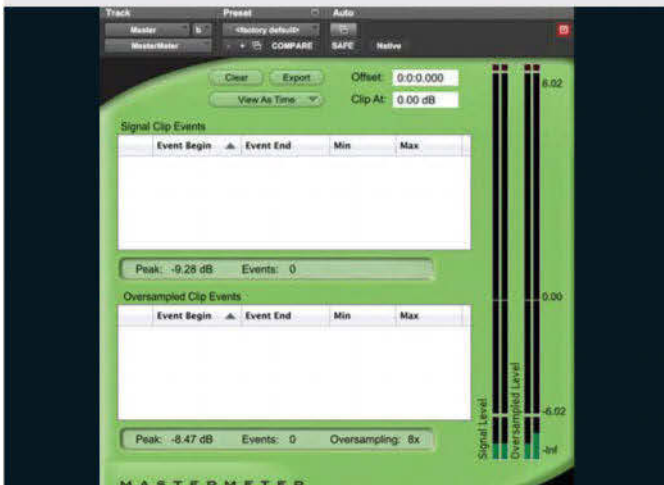 Track Preset Auto
Master b <factory default>
MasterMeter - + COMPARE SAFE Native
Clear Export Offset: 0:0:0.000
View As Time Clip At: 0.00 dB
6.02
Signal Clip Events
Event Begin Event End Min Max
Peak: -9.28 dB Events: 0
Oversampled Clip Events
0.00
Event Begin Event End Min Max
Signal Level
Oversampled Level
-6.02
Peak: -8.47 dB Events: 0 Oversampling: 8x
-Inf
MASTERMETER